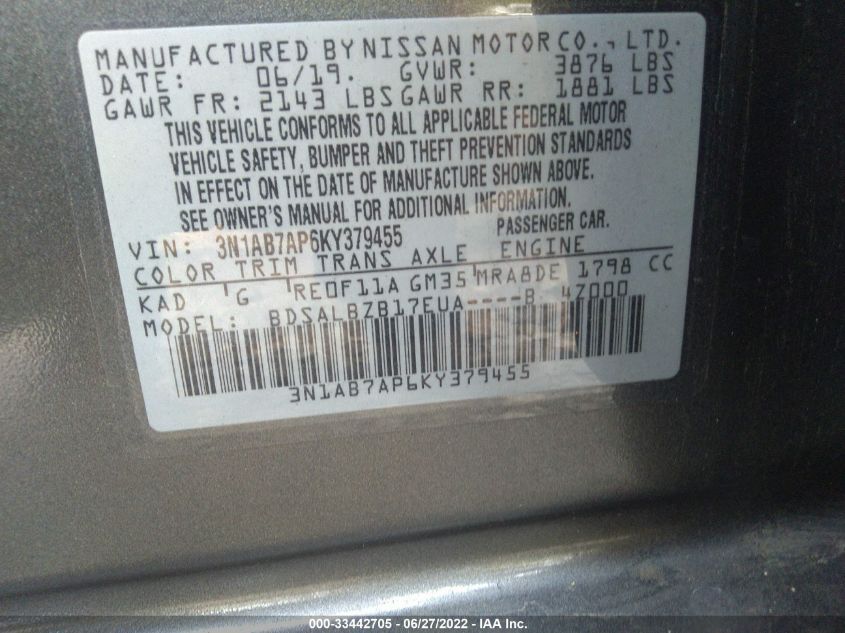 MANUFACTURED BY NISSAN MOTOR CO., LTD.
DATE: 06/19. GVWR: 3876 LBS
GAWR FR: 2143 LBS GAWR RR: 1881 LBS
THIS VEHICLE CONFORMS TO ALL APPLICABLE FEDERAL MOTOR
VEHICLE SAFETY, BUMPER AND THEFT PREVENTION STANDARDS
IN EFFECT ON THE DATE OF MANUFACTURE SHOWN ABOVE.
SEE OWNER'S MANUAL FOR ADDITIONAL INFORMATION.
VIN: 3N1AB7AP6KY379455 PASSENGER CAR.
COLOR TRIM TRANS AXLE ENGINE
KAD G RE0F11A GM35 MRA8DE 1798 CC
MODEL: BDSALBZB17EUA----B 4Z000
3N1AB7AP6KY379455
000-33442705 - 06/27/2022 - IAA Inc.